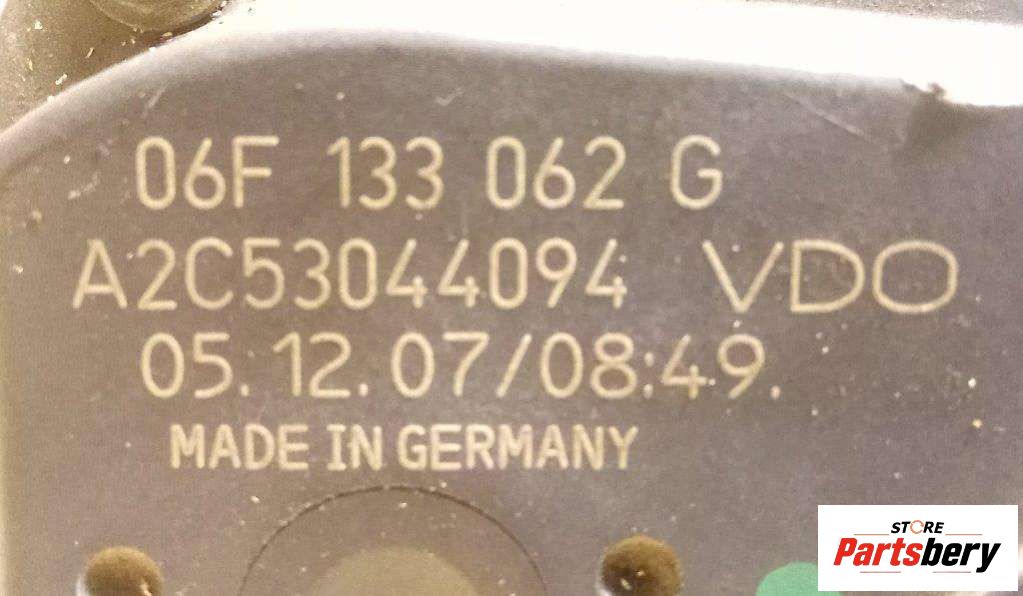 06F 133 062 G
A2C53044094 VDO
05.12.07/08:49.
MADE IN GERMANY
STORE
Partsbery